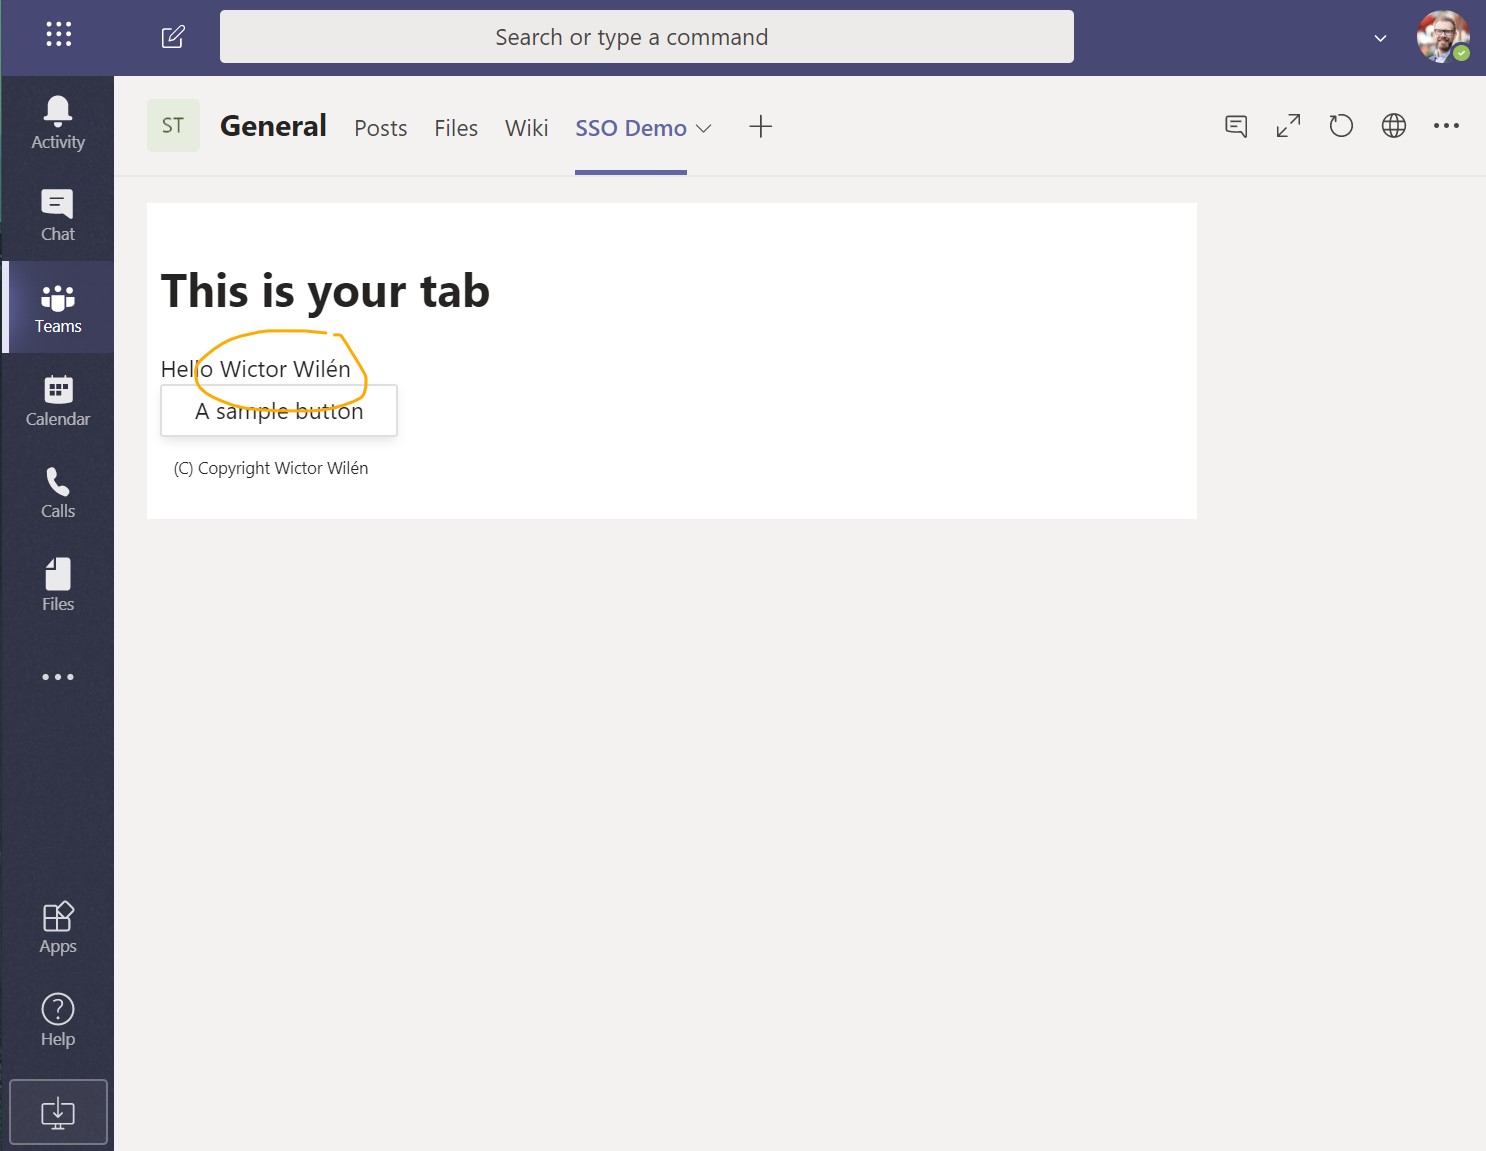 Search or type a command
Activity
Chat
Teams
Calendar
Calls
Files
Apps
Help
ST General Posts Files Wiki SSO Demo
This is your tab
Hello Wictor Wilén
A sample button
(C) Copyright Wictor Wilén